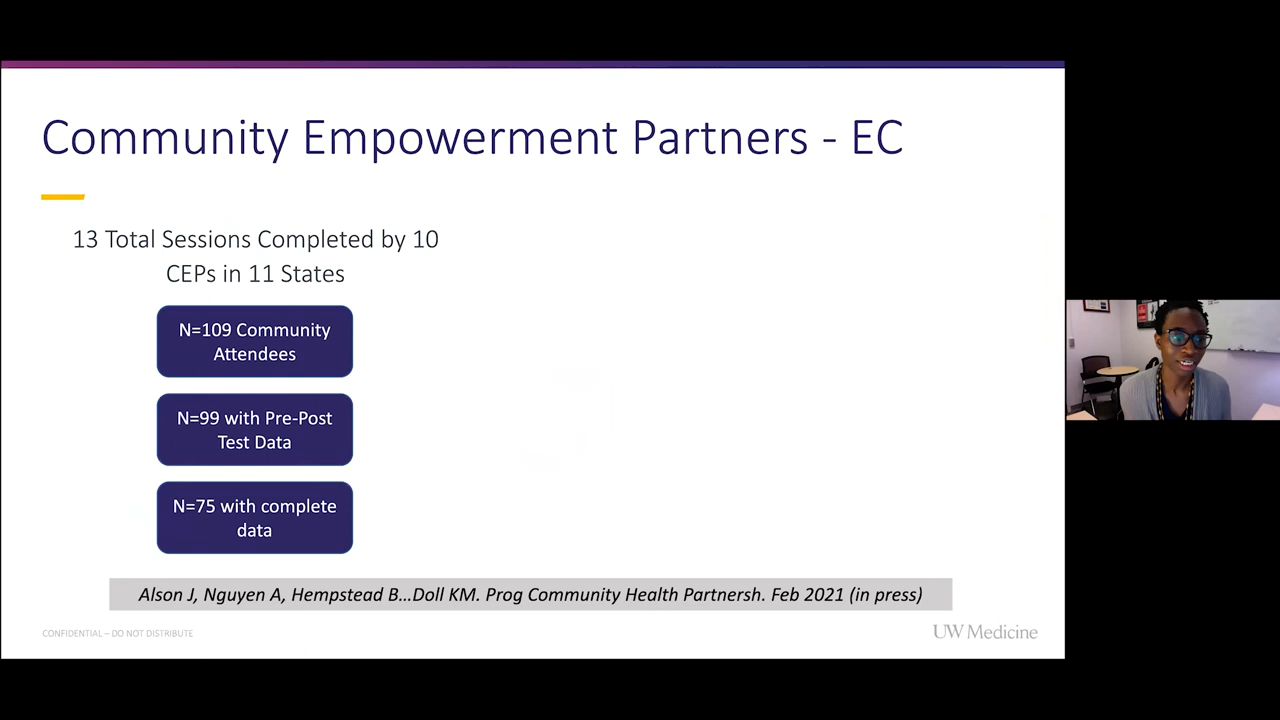 Community Empowerment Partners - EC
13 Total Sessions Completed by 10
CEPs in 11 States
N=109 Community
Attendees
N=99 with Pre-Post
Test Data
N=75 with complete
data
Alson J, Nguyen A, Hempstead B…Doll KM. Prog Community Health Partnersh. Feb 2021 (in press)
CONFIDENTIAL – DO NOT DISTRIBUTE
UW Medicine